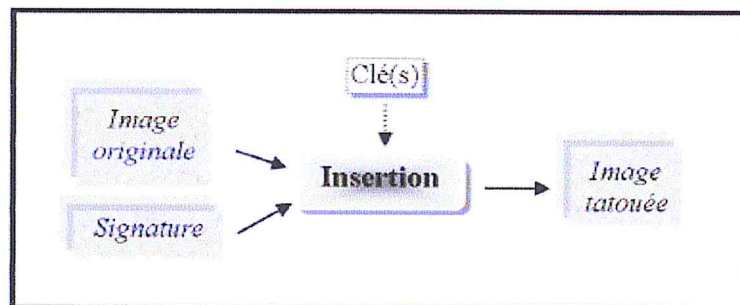 Clé(s)
Image
originale
Insertion
Signature
Image
tatouée